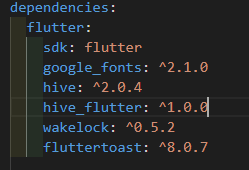 dependencies:
flutter:
sdk: flutter
google_fonts: ^2.1.0
hive: ^2.0.4
hive_flutter: ^1.0.0
wakelock: ^0.5.2
fluttertoast: ^8.0.7